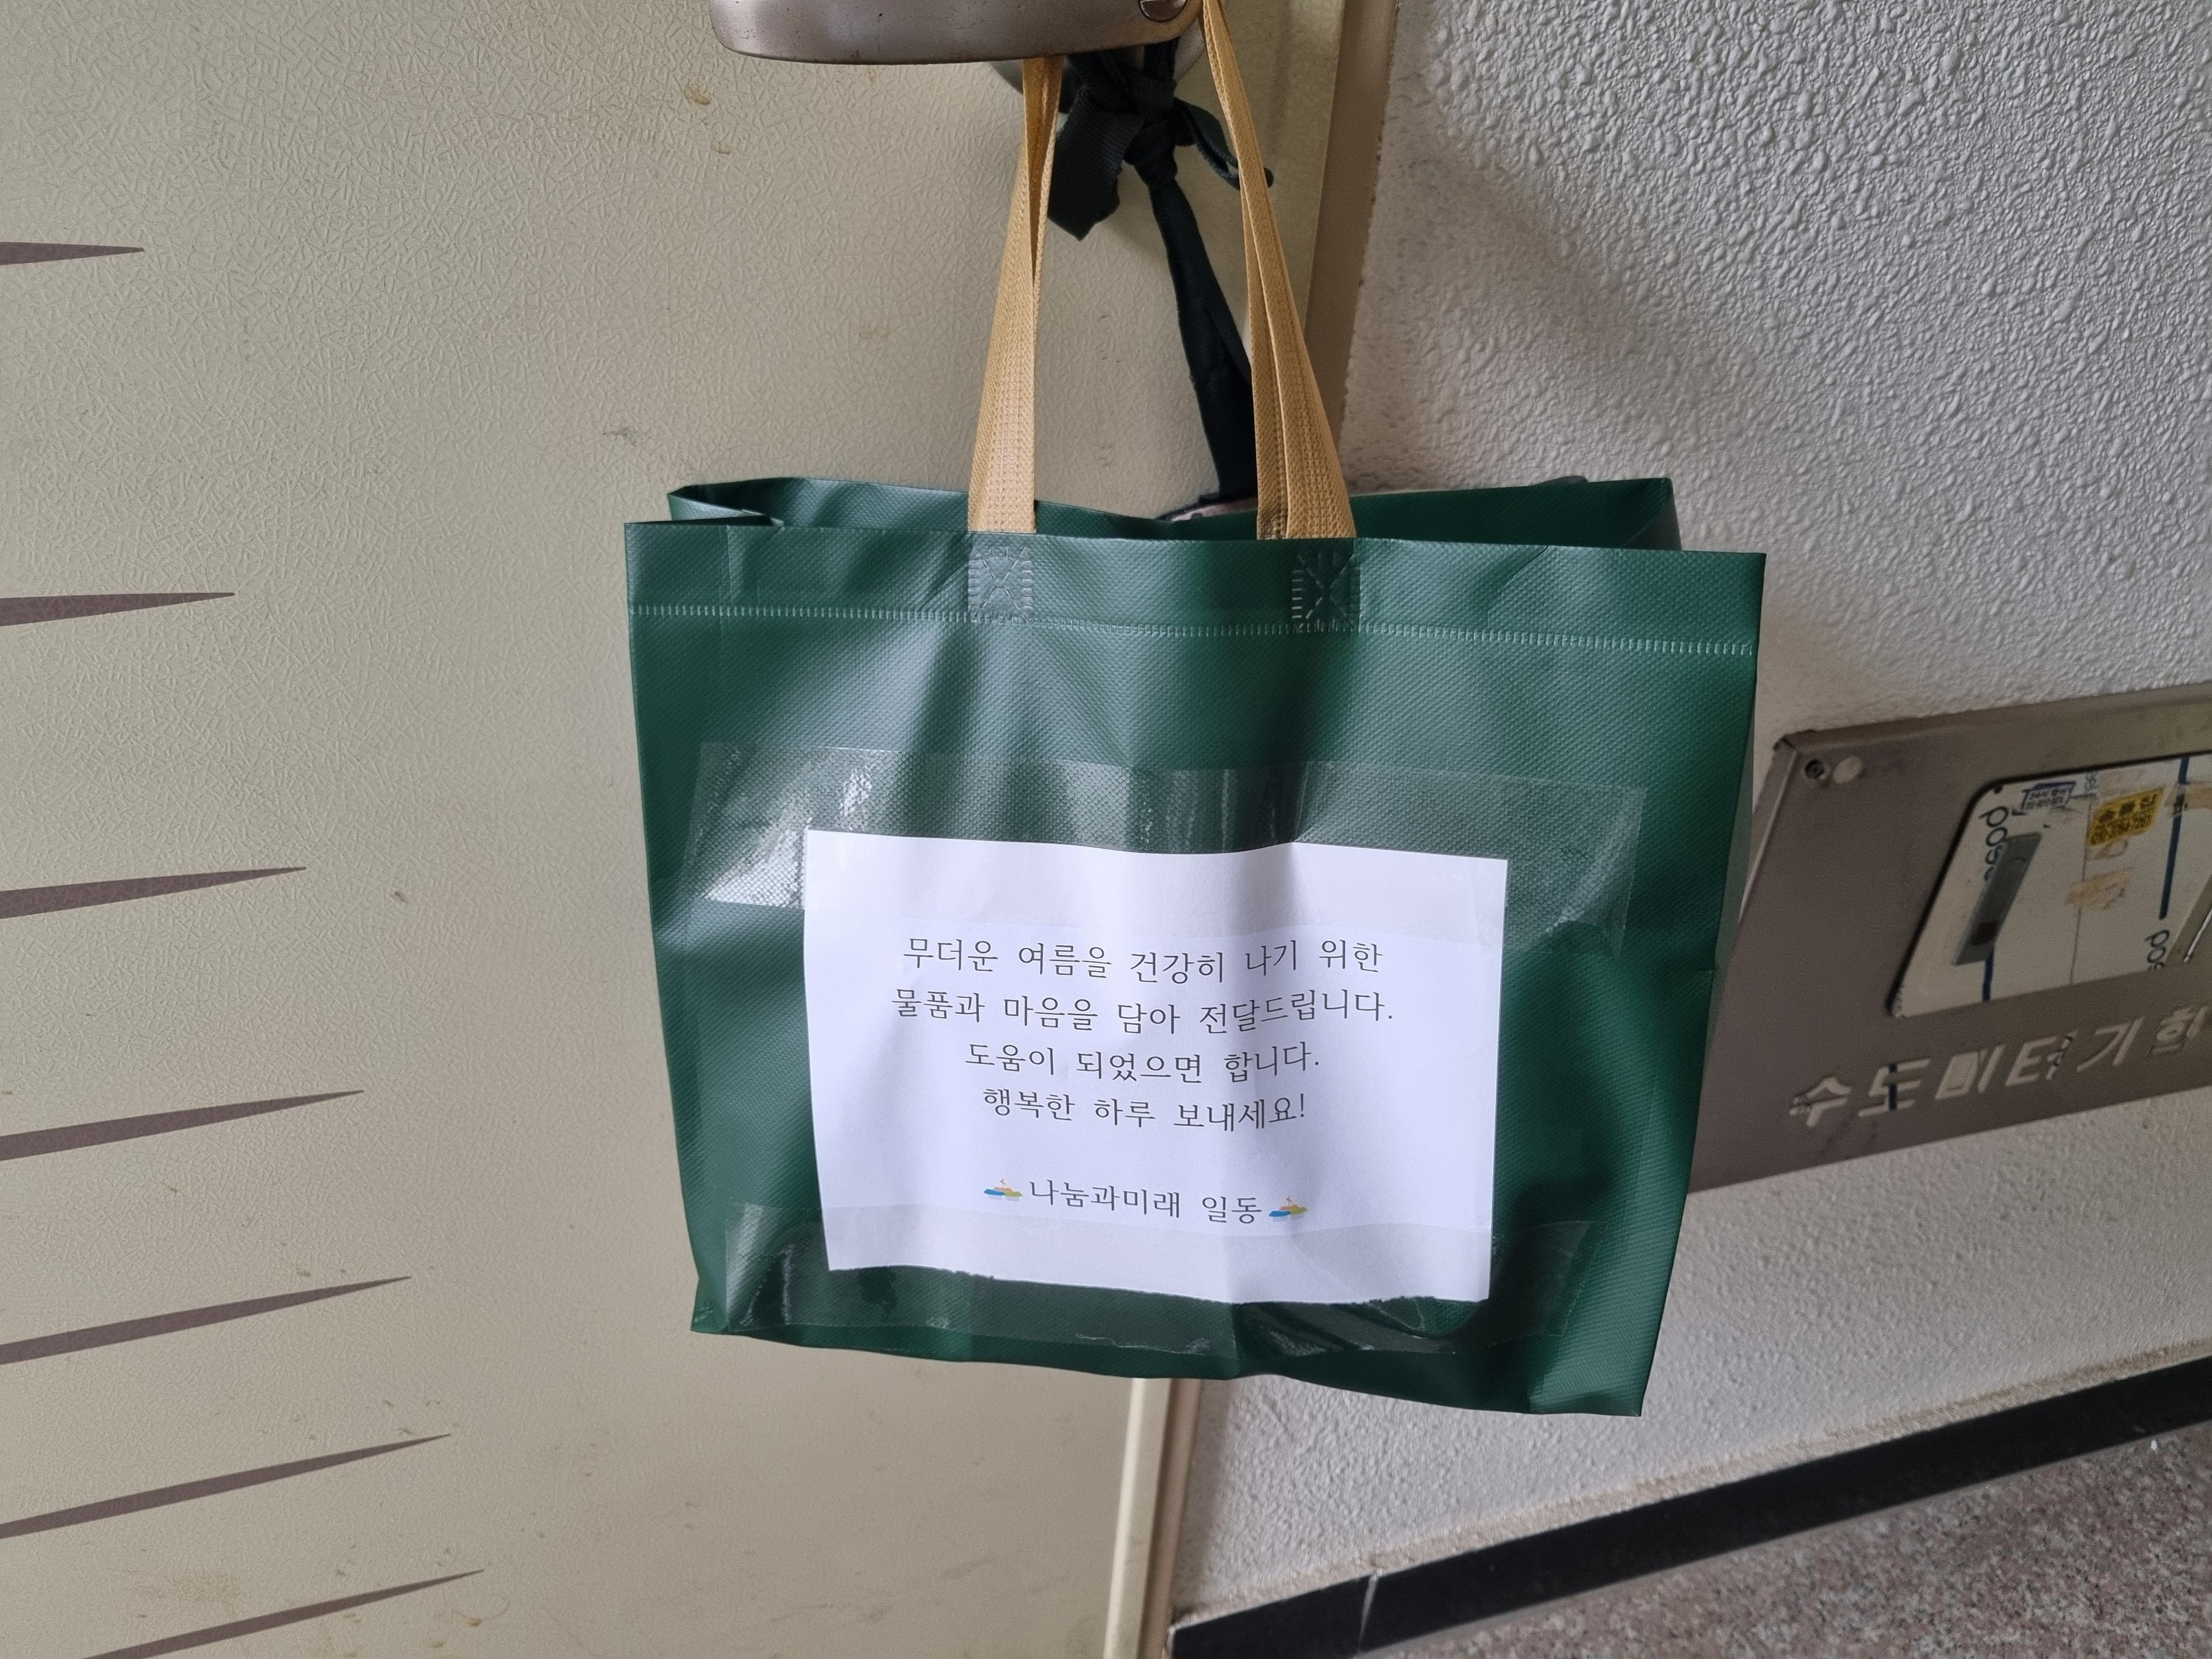 무더운 여름을 건강히 나기 위한
물품과 마음을 담아 전달드립니다.
도움이 되었으면 합니다.
행복한 하루 보내세요!
나눔과미래 일동
수도미터기함